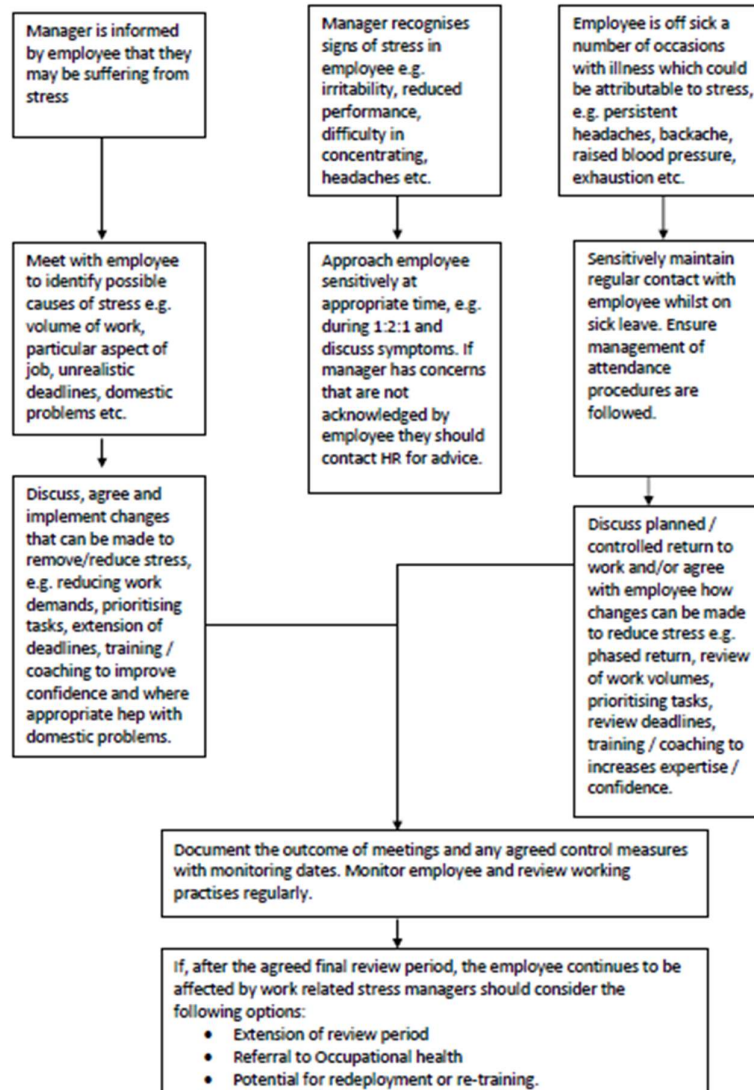 Manager is informed
by employee that they
may be suffering from
stress
Manager recognises
signs of stress in
employee e.g.
irritability, reduced
performance,
difficulty in
concentrating,
headaches etc.
Employee is off sick a
number of occasions
with illness which could
be attributable to stress,
e.g. persistent
headaches, backache,
raised blood pressure,
exhaustion etc.
Meet with employee
to identify possible
causes of stress e.g.
volume of work,
particular aspect of
job, unrealistic
deadlines, domestic
problems etc.
Approach employee
sensitively at
appropriate time, e.g.
during 1:2:1 and
discuss symptoms. If
manager has concerns
that are not
acknowledged by
employee they should
contact HR for advice.
Sensitively maintain
regular contact with
employee whilst on
sick leave. Ensure
management of
attendance
procedures are
followed.
Discuss, agree and
implement changes
that can be made to
remove/reduce stress,
e.g. reducing work
demands, prioritising
tasks, extension of
deadlines, training /
coaching to improve
confidence and where
appropriate hep with
domestic problems.
Discuss planned /
controlled return to
work and/or agree
with employee how
changes can be made
to reduce stress e.g.
phased return, review
of work volumes,
prioritising tasks,
review deadlines,
training / coaching to
increases expertise /
confidence.
Document the outcome of meetings and any agreed control measures
with monitoring dates. Monitor employee and review working
practises regularly.
If, after the agreed final review period, the employee continues to be
affected by work related stress managers should consider the
following options:
• Extension of review period
• Referral to Occupational health
• Potential for redeployment or re-training.